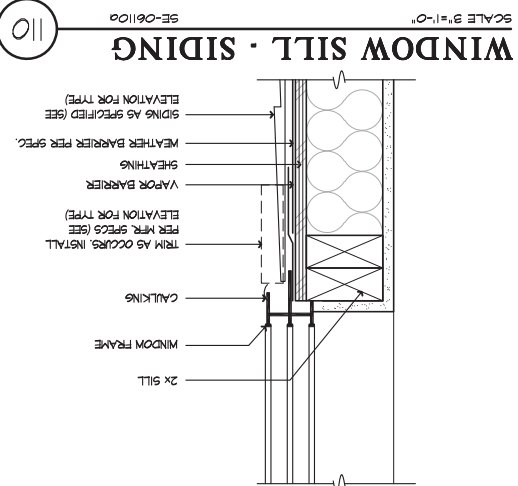 2x SILL
WINDOW FRAME
CAULKING
TRIM AS OCCURS, INSTALL
PER MFR. SPECS (SEE
ELEVATION FOR TYPE)
VAPOR BARRIER
SHEATHING
WEATHER BARRIER PER SPEC.
SIDING AS SPECIFIED (SEE
ELEVATION FOR TYPE)
WINDOW SILL · SIDING
SCALE 3"=1'-0"
SE-06110a
110